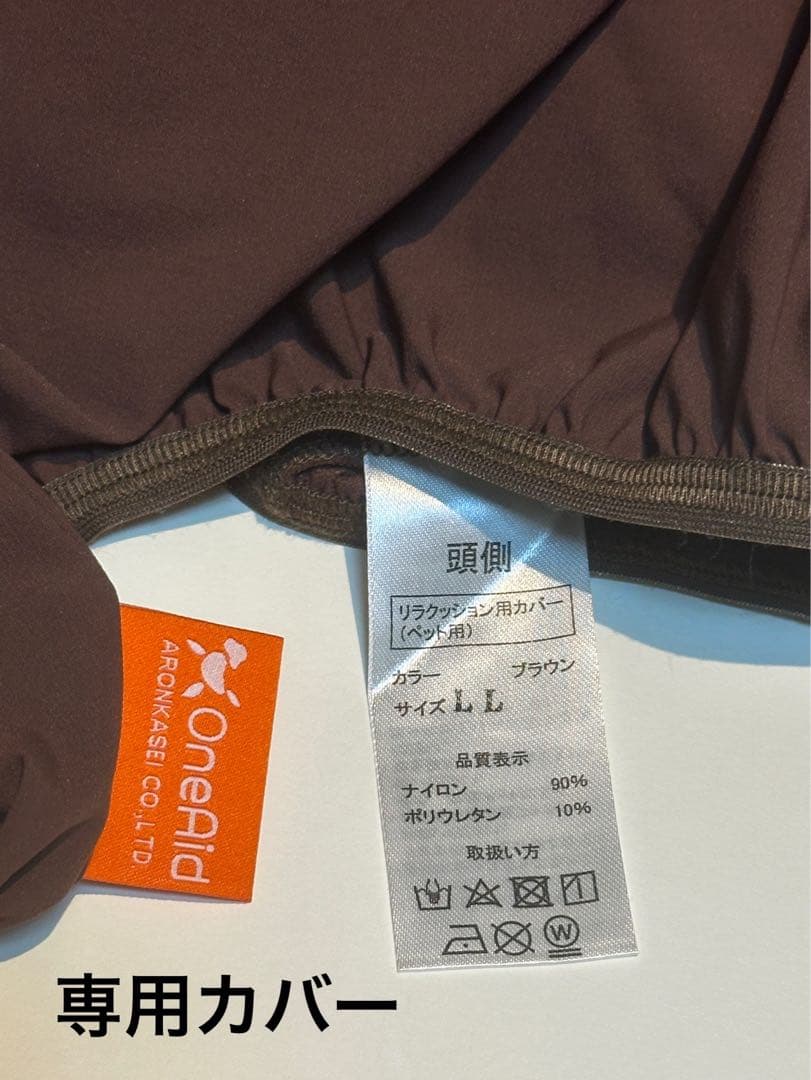 頭側
リラクッション用カバー
(ペット用)
カラー ブラウン
サイズ LL
品質表示
ナイロン 90%
ポリウレタン 10%
取扱い方
W
OneAid
ARONKASEI CO.,LTD.
専用カバー